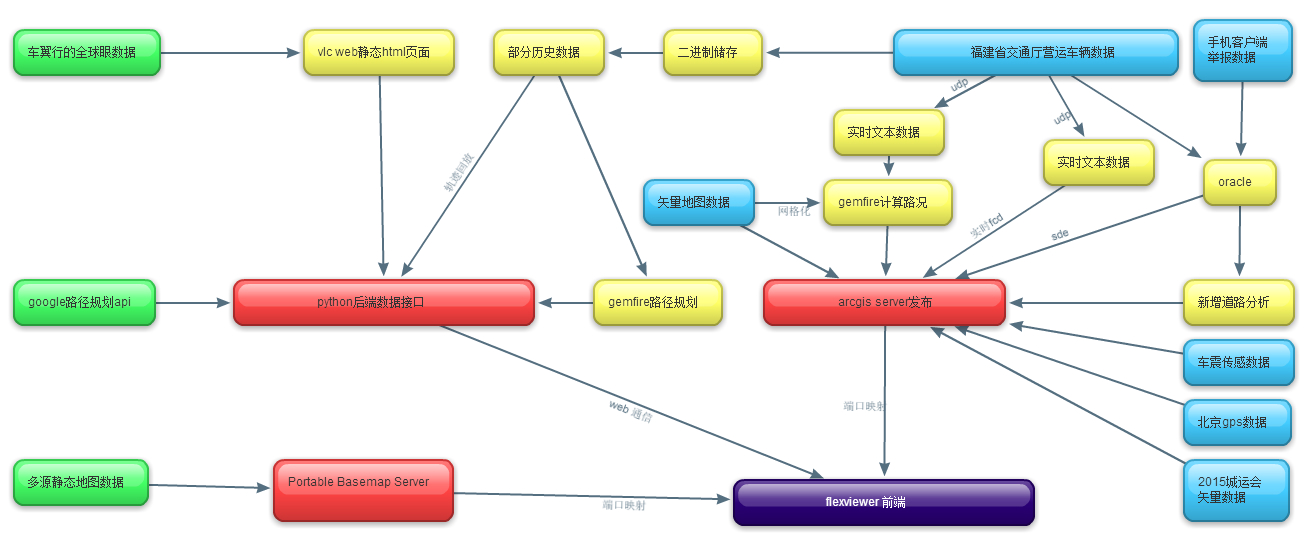 车翼行的全球眼数据
vlc web静态html页面
部分历史数据
二进制储存
福建省交通厅营运车辆数据
手机客户端
举报数据
udp
udp
实时文本数据
实时文本数据
轨迹回放
矢量地图数据
网格化
gemfire计算路况
oracle
实时fcd
sde
google路径规划api
python后端数据接口
gemfire路径规划
arcgis server发布
新增道路分析
车震传感数据
web 通信
端口映射
北京gps数据
多源静态地图数据
Portable Basemap Server
端口映射
flexviewer 前端
2015城运会
矢量数据